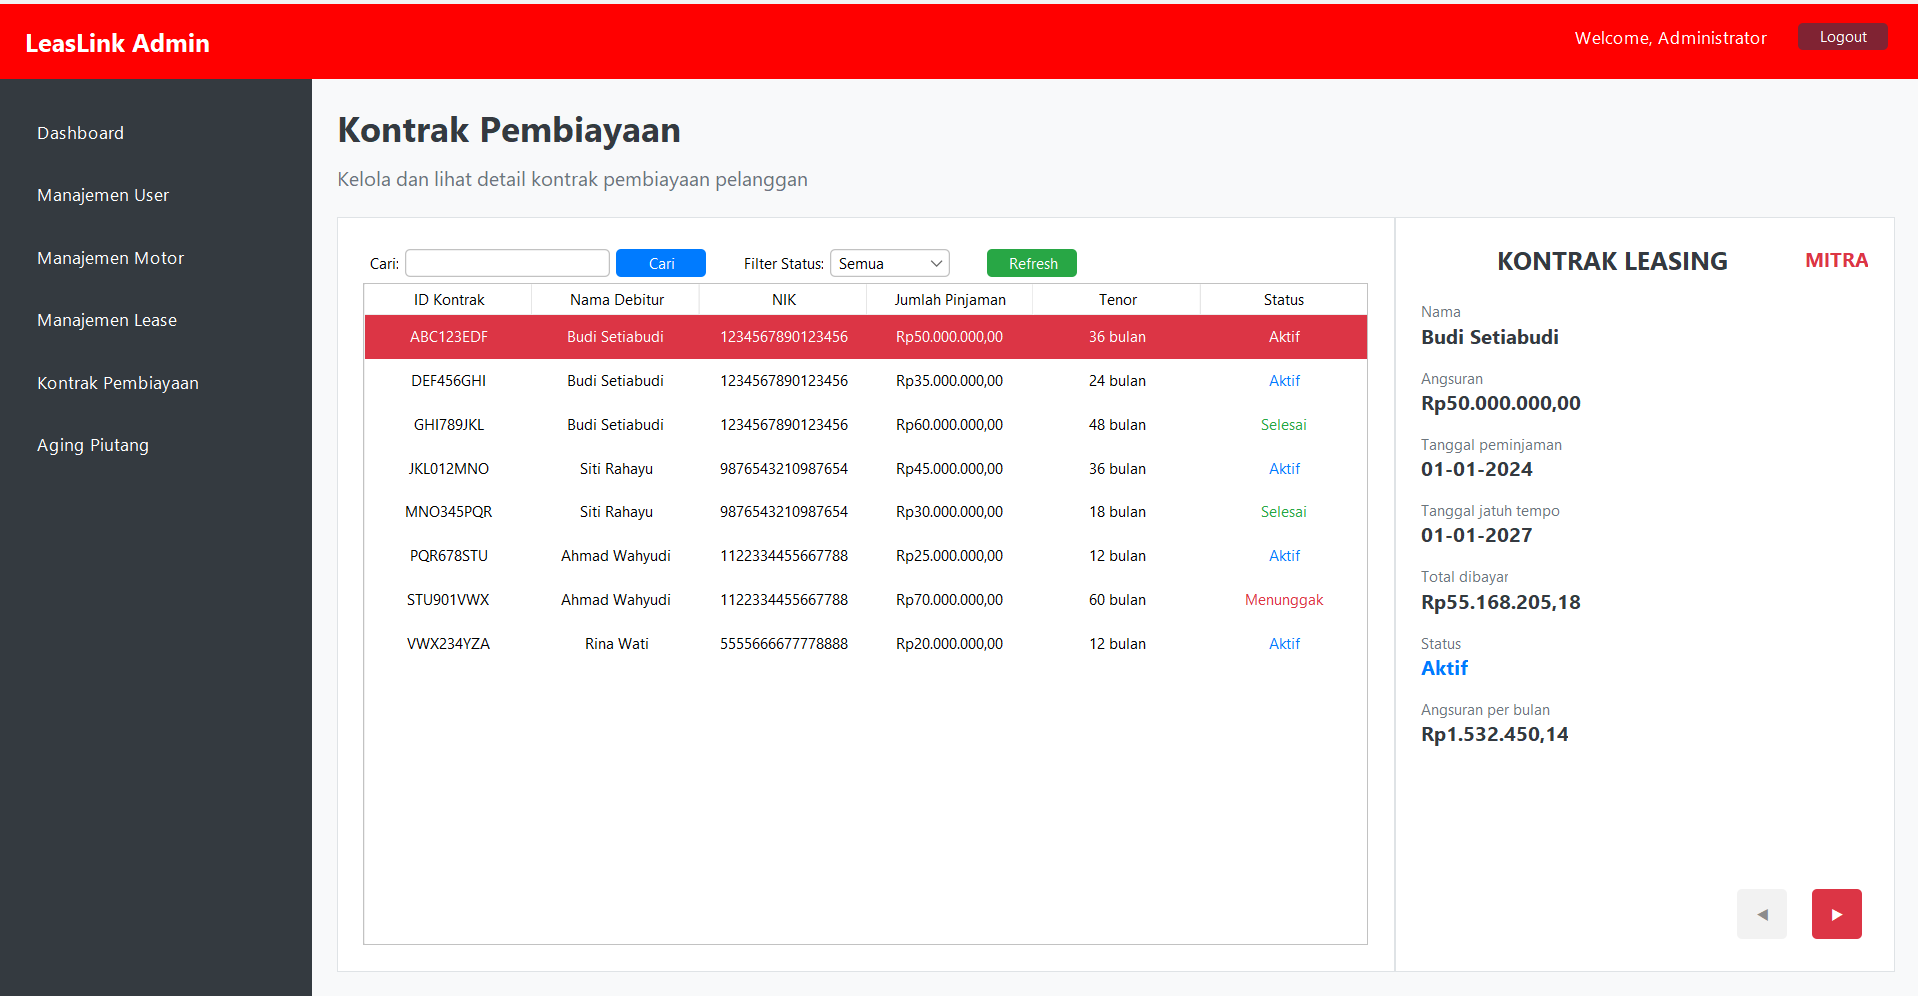 LeasLink Admin
Welcome, Administrator
Logout
Dashboard
Manajemen User
Manajemen Motor
Manajemen Lease
Kontrak Pembiayaan
Aging Piutang
Kontrak Pembiayaan
Kelola dan lihat detail kontrak pembiayaan pelanggan
Cari: Cari Filter Status: Semua Refresh
ID Kontrak Nama Debitur NIK Jumlah Pinjaman Tenor Status
ABC123EDF Budi Setiabudi 1234567890123456 Rp50.000.000,00 36 bulan Aktif
DEF456GHI Budi Setiabudi 1234567890123456 Rp35.000.000,00 24 bulan Aktif
GHI789JKL Budi Setiabudi 1234567890123456 Rp60.000.000,00 48 bulan Selesai
JKL012MNO Siti Rahayu 9876543210987654 Rp45.000.000,00 36 bulan Aktif
MNO345PQR Siti Rahayu 9876543210987654 Rp30.000.000,00 18 bulan Selesai
PQR678STU Ahmad Wahyudi 1122334455667788 Rp25.000.000,00 12 bulan Aktif
STU901VWX Ahmad Wahyudi 1122334455667788 Rp70.000.000,00 60 bulan Menunggak
VWX234YZA Rina Wati 5555666677778888 Rp20.000.000,00 12 bulan Aktif
KONTRAK LEASING
MITRA
Nama
Budi Setiabudi
Angsuran
Rp50.000.000,00
Tanggal peminjaman
01-01-2024
Tanggal jatuh tempo
01-01-2027
Total dibayar
Rp55.168.205,18
Status
Aktif
Angsuran per bulan
Rp1.532.450,14